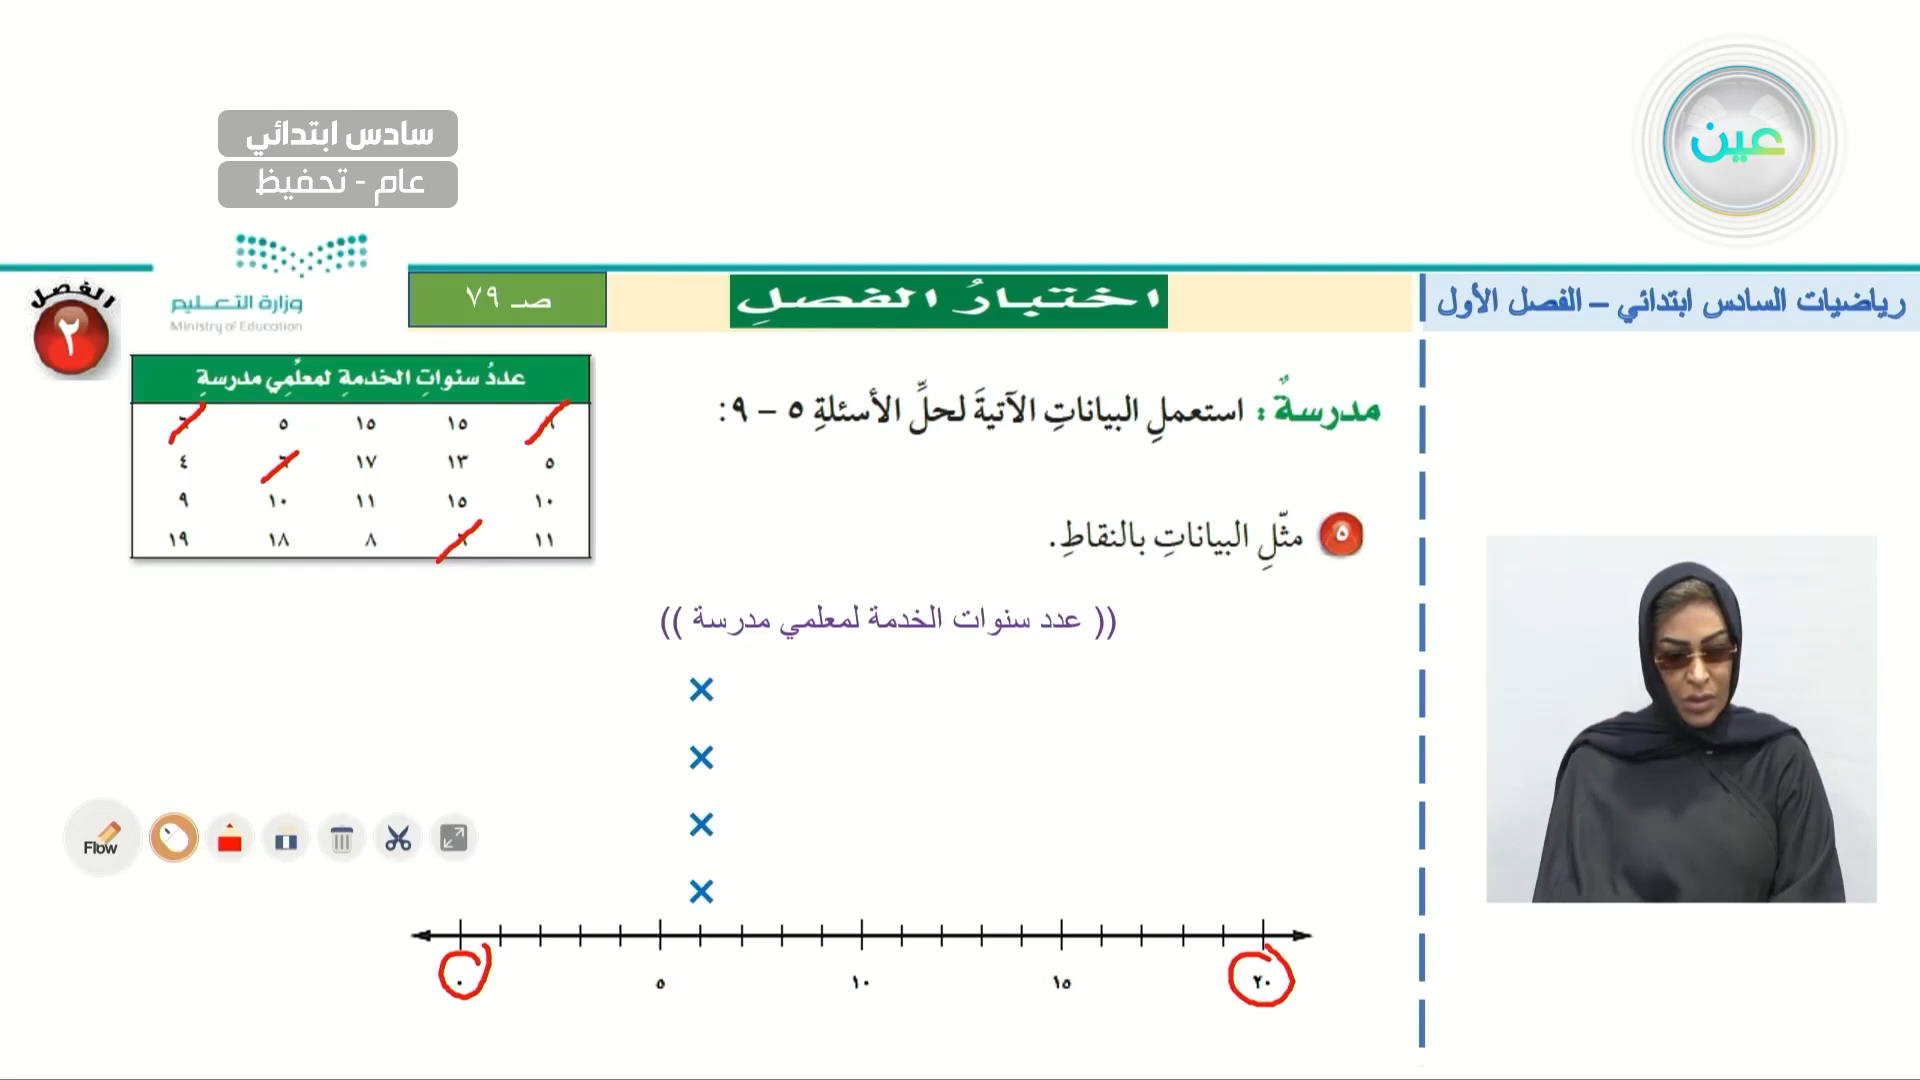 سادس ابتدائي
عام - تحفيظ
عين
رياضيات السادس ابتدائي – الفصل الأول
اختبارُ الفصلِ
صـ ٧٩
وزارة التعليم
Ministry of Education
الفصل
٢
مدرسةٌ: استعملِ البياناتِ الآتيةَ لحلِّ الأسئلةِ ٥ – ٩:
عددُ سنواتِ الخدمةِ لمعلِّمِي مدرسةٍ
١٥ ١٥ ٥
٥ ١٣ ١٧ ٤
١٠ ١٥ ١١ ١٠ ٩
١١ ٨ ١٨ ١٩
٥ مثّلِ البياناتِ بالنقاطِ.
(( عدد سنوات الخدمة لمعلمي مدرسة ))
Flow
٠ ٥ ١٠ ١٥ ٢٠